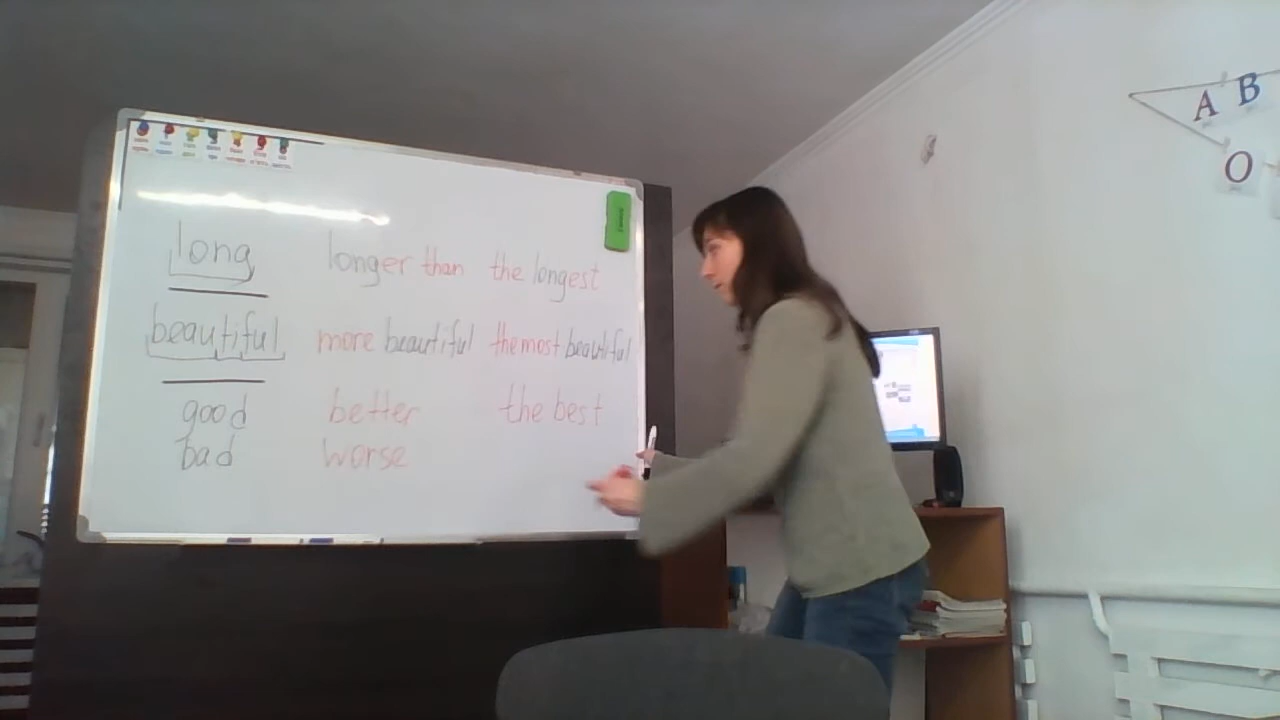 long longer than the longest
beautiful more beautiful the most beautiful
good better the best
bad worse
A B
O